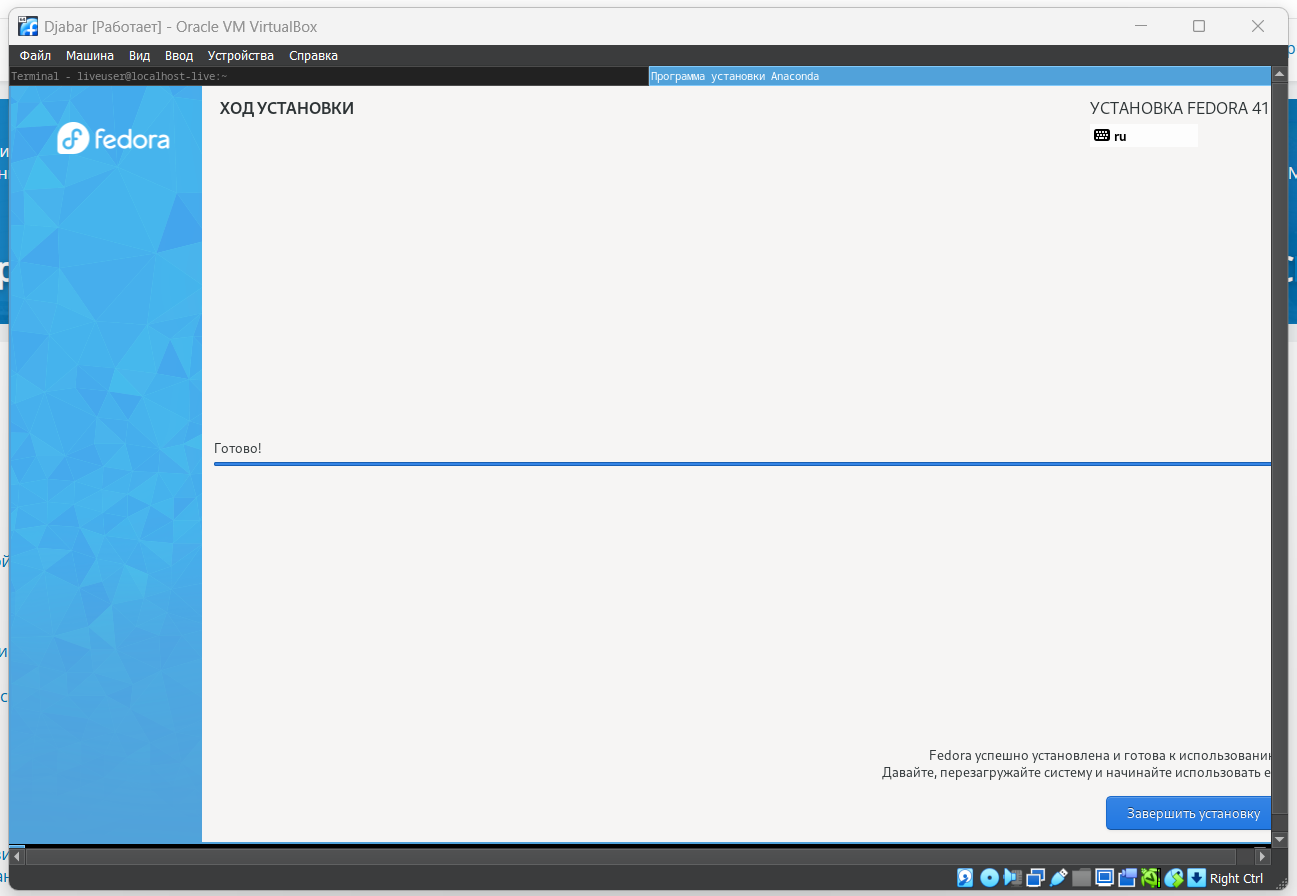 Djabar [Работает] - Oracle VM VirtualBox
Файл Машина Вид Ввод Устройства Справка
Terminal - liveuser@localhost-live:~ Программа установки Anaconda
ХОД УСТАНОВКИ
УСТАНОВКА FEDORA 41
fedora
ru
Готово!
Fedora успешно установлена и готова к использовани
Давайте, перезагружайте систему и начинайте использовать е
Завершить установку
Right Ctrl